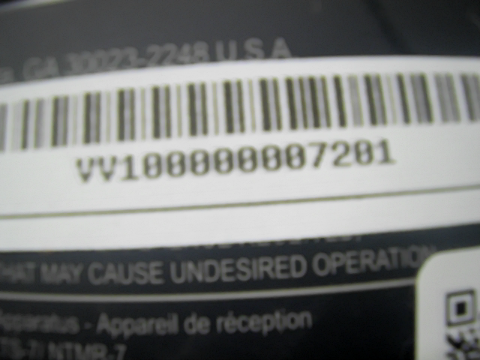 GA 30023-2248 U.S.A
VV100000007201
THAT MAY CAUSE UNDESIRED OPERATION
Apparatus - Appareil de réception
NTMR-7